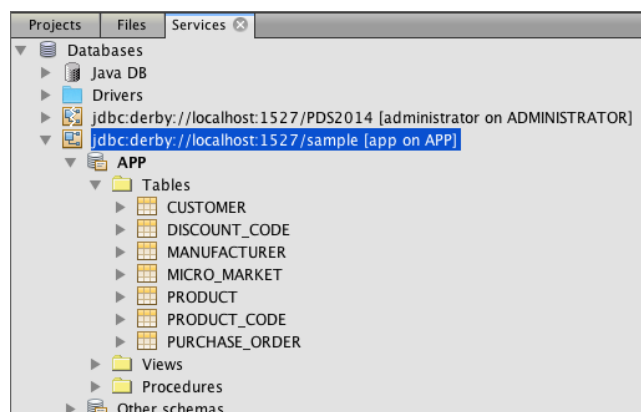 Projects Files Services
Databases
Java DB
Drivers
jdbc:derby://localhost:1527/PDS2014 [administrator on ADMINISTRATOR]
jdbc:derby://localhost:1527/sample [app on APP]
APP
Tables
CUSTOMER
DISCOUNT_CODE
MANUFACTURER
MICRO_MARKET
PRODUCT
PRODUCT_CODE
PURCHASE_ORDER
Views
Procedures
Other schemas